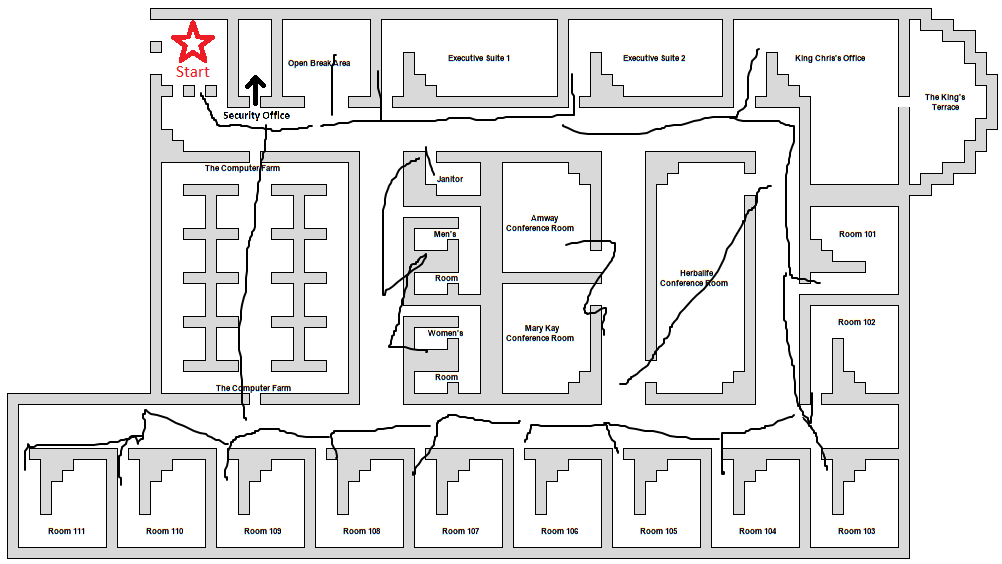 Start
Security Office
Open Break Area
Executive Suite 1
Executive Suite 2
King Chris's Office
The King's
Terrace
The Computer Farm
Janitor
Men's
Room
Amway
Conference Room
Herbalife
Conference Room
Room 101
Women's
Room
Mary Kay
Conference Room
Room 102
The Computer Farm
Room 111
Room 110
Room 109
Room 108
Room 107
Room 106
Room 105
Room 104
Room 103